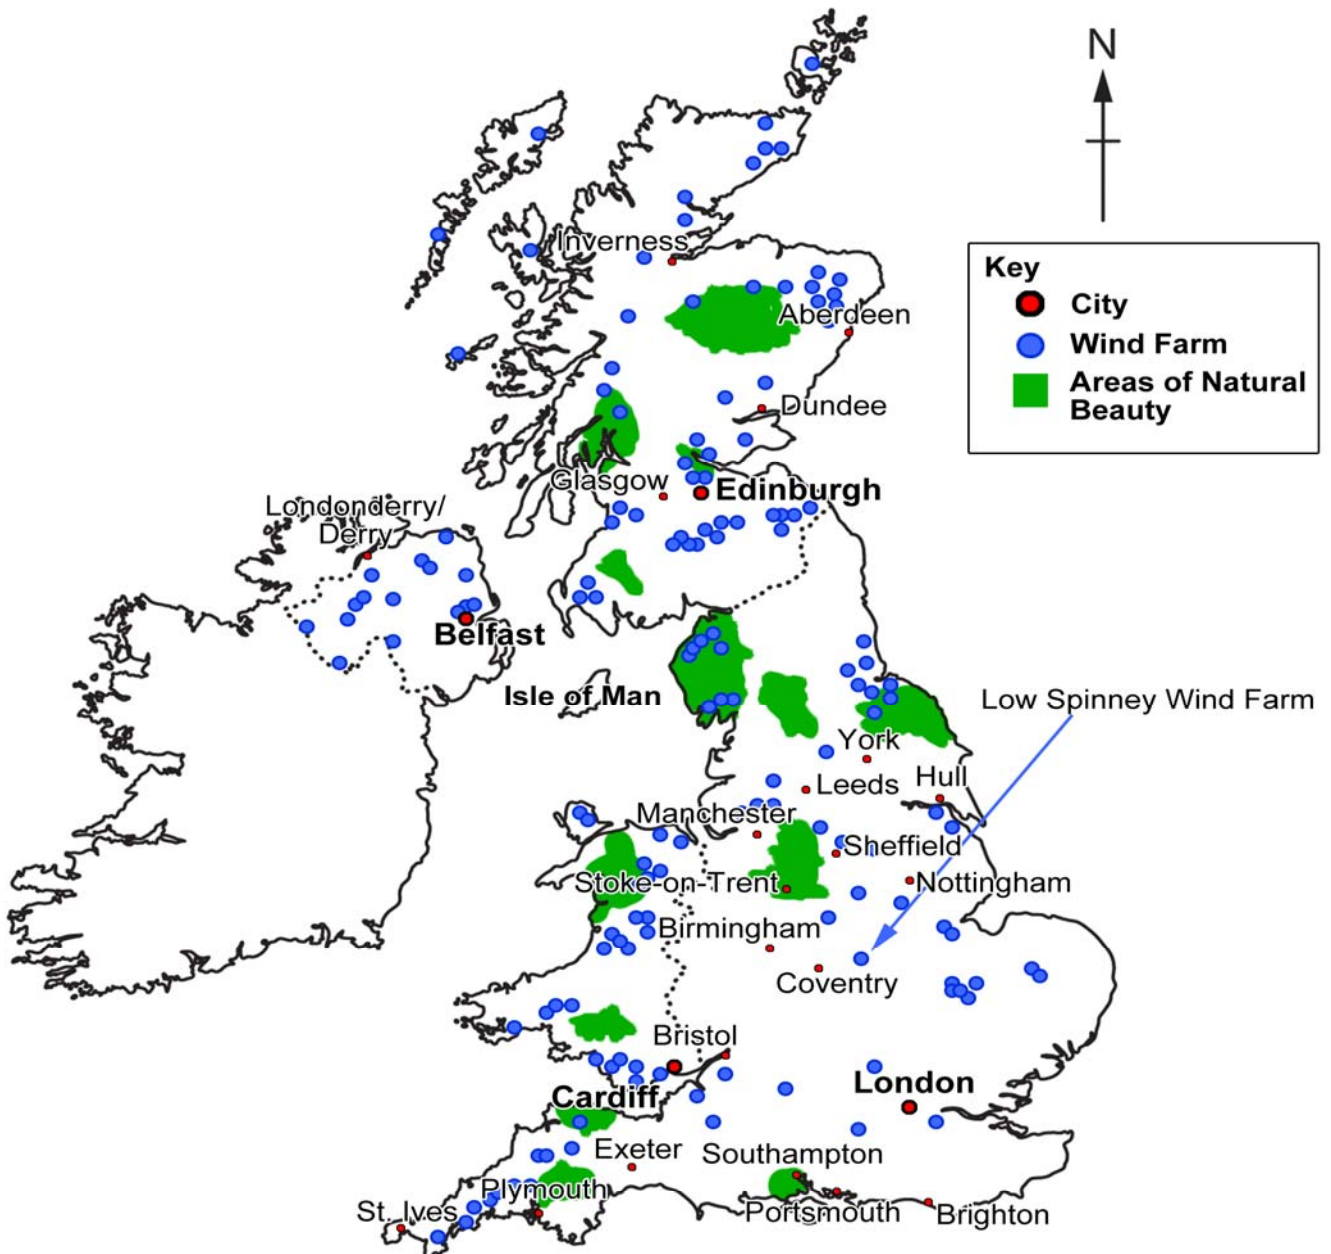 N
Inverness
Key
City
Wind Farm
Areas of Natural
Beauty
Aberdeen
Dundee
Glasgow
Edinburgh
Londonderry/
Derry
Belfast
Isle of Man
Low Spinney Wind Farm
York
Leeds
Hull
Manchester
Sheffield
Stoke-on-Trent
Nottingham
Birmingham
Coventry
Bristol
London
Cardiff
Exeter
Southampton
Plymouth
St. Ives
Portsmouth
Brighton